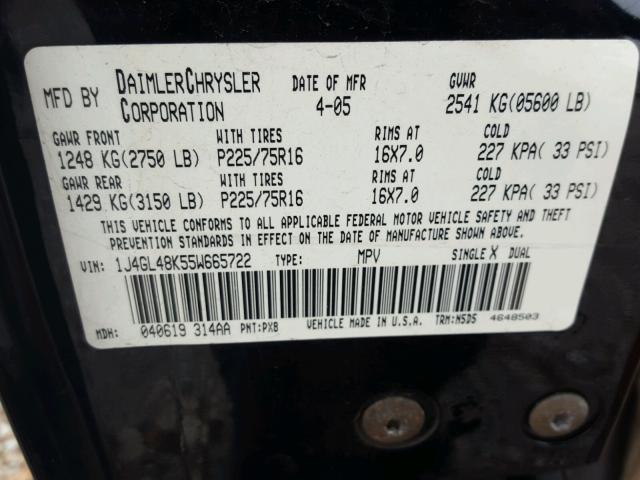 MFD BY DAIMLERCHRYSLER CORPORATION DATE OF MFR 4-05 GVWR 2541 KG(05600 LB)
GAWR FRONT WITH TIRES RIMS AT COLD
1248 KG(2750 LB) P225/75R16 16X7.0 227 KPA( 33 PSI)
GAWR REAR WITH TIRES RIMS AT COLD
1429 KG(3150 LB) P225/75R16 16X7.0 227 KPA( 33 PSI)
THIS VEHICLE CONFORMS TO ALL APPLICABLE FEDERAL MOTOR VEHICLE SAFETY AND THEFT
PREVENTION STANDARDS IN EFFECT ON THE DATE OF MANUFACTURE SHOWN ABOVE.
VIN: 1J4GL48K55W665722 TYPE: MPV SINGLE X DUAL
MDH: 040619 314AA PNT:PXB VEHICLE MADE IN U.S.A. TRM:N5DS 4648503